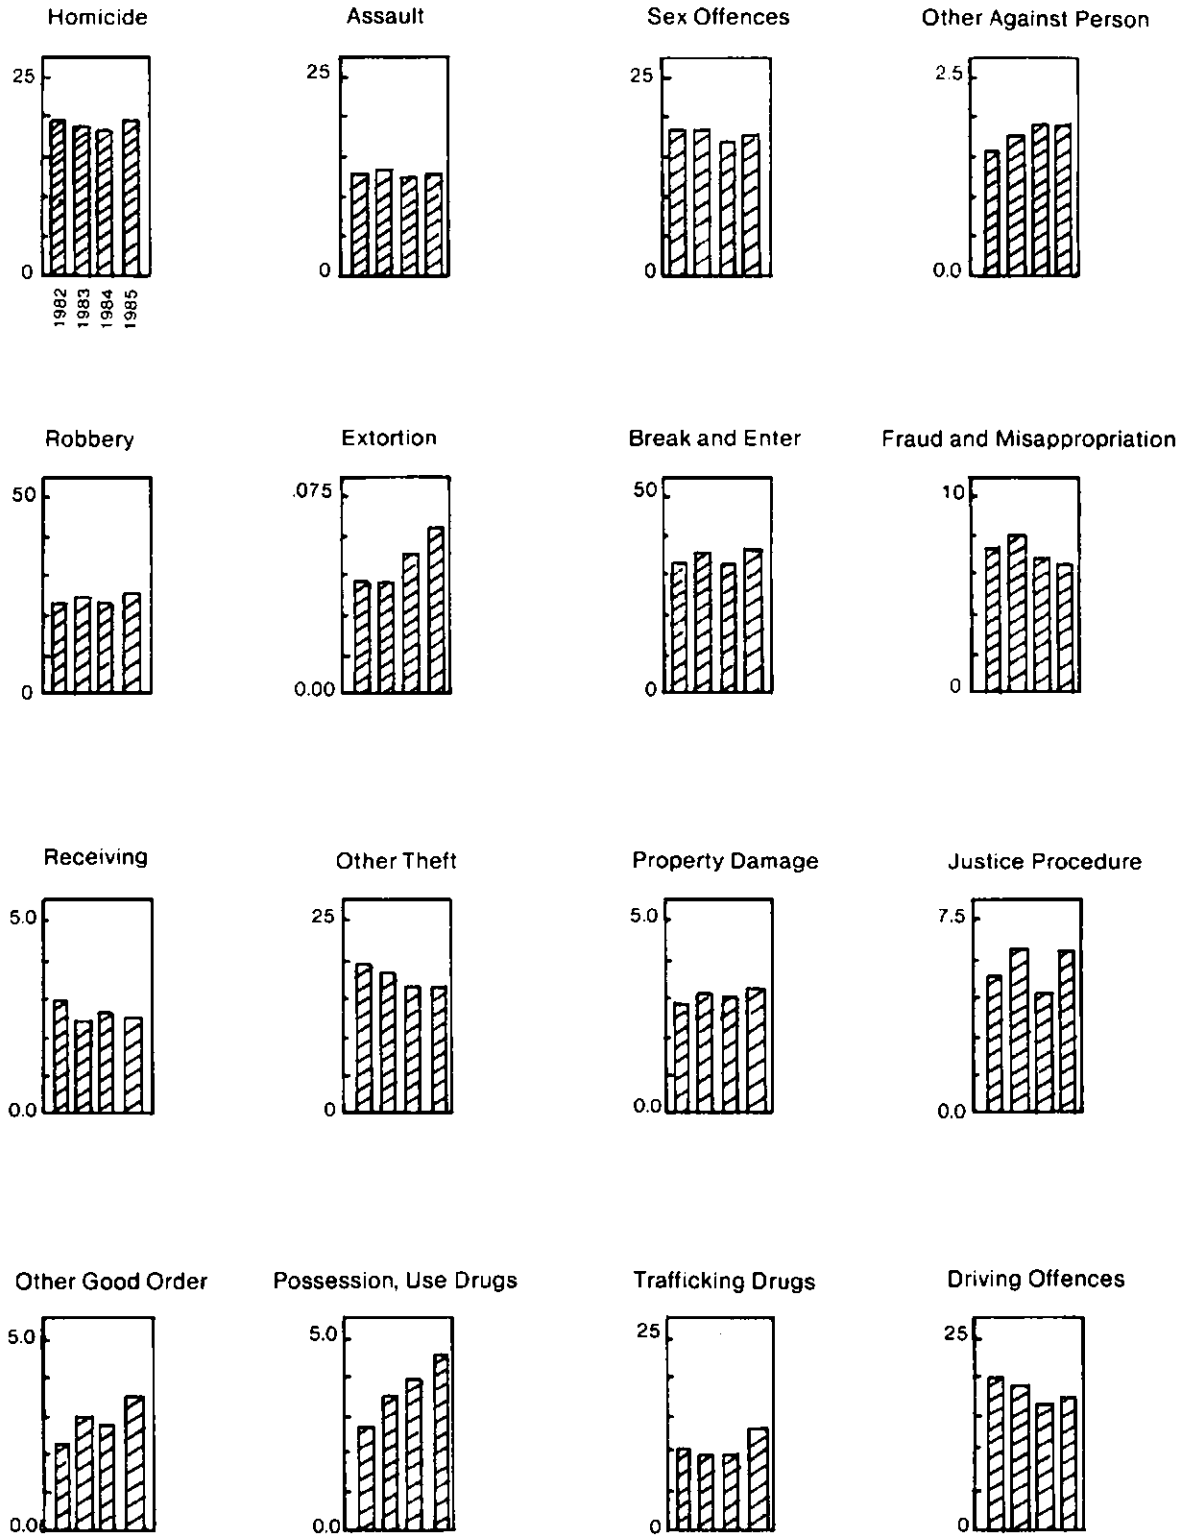 Homicide
Assault
Sex Offences
Other Against Person
25
0
1982
1983
1984
1985
25
0
25
0
2.5
0.0
Robbery
Extortion
Break and Enter
Fraud and Misappropriation
50
0
.075
0.00
50
0
10
0
Receiving
Other Theft
Property Damage
Justice Procedure
5.0
0.0
25
0
5.0
0.0
7.5
0.0
Other Good Order
Possession, Use Drugs
Trafficking Drugs
Driving Offences
5.0
0.0
5.0
0.0
25
0
25
0